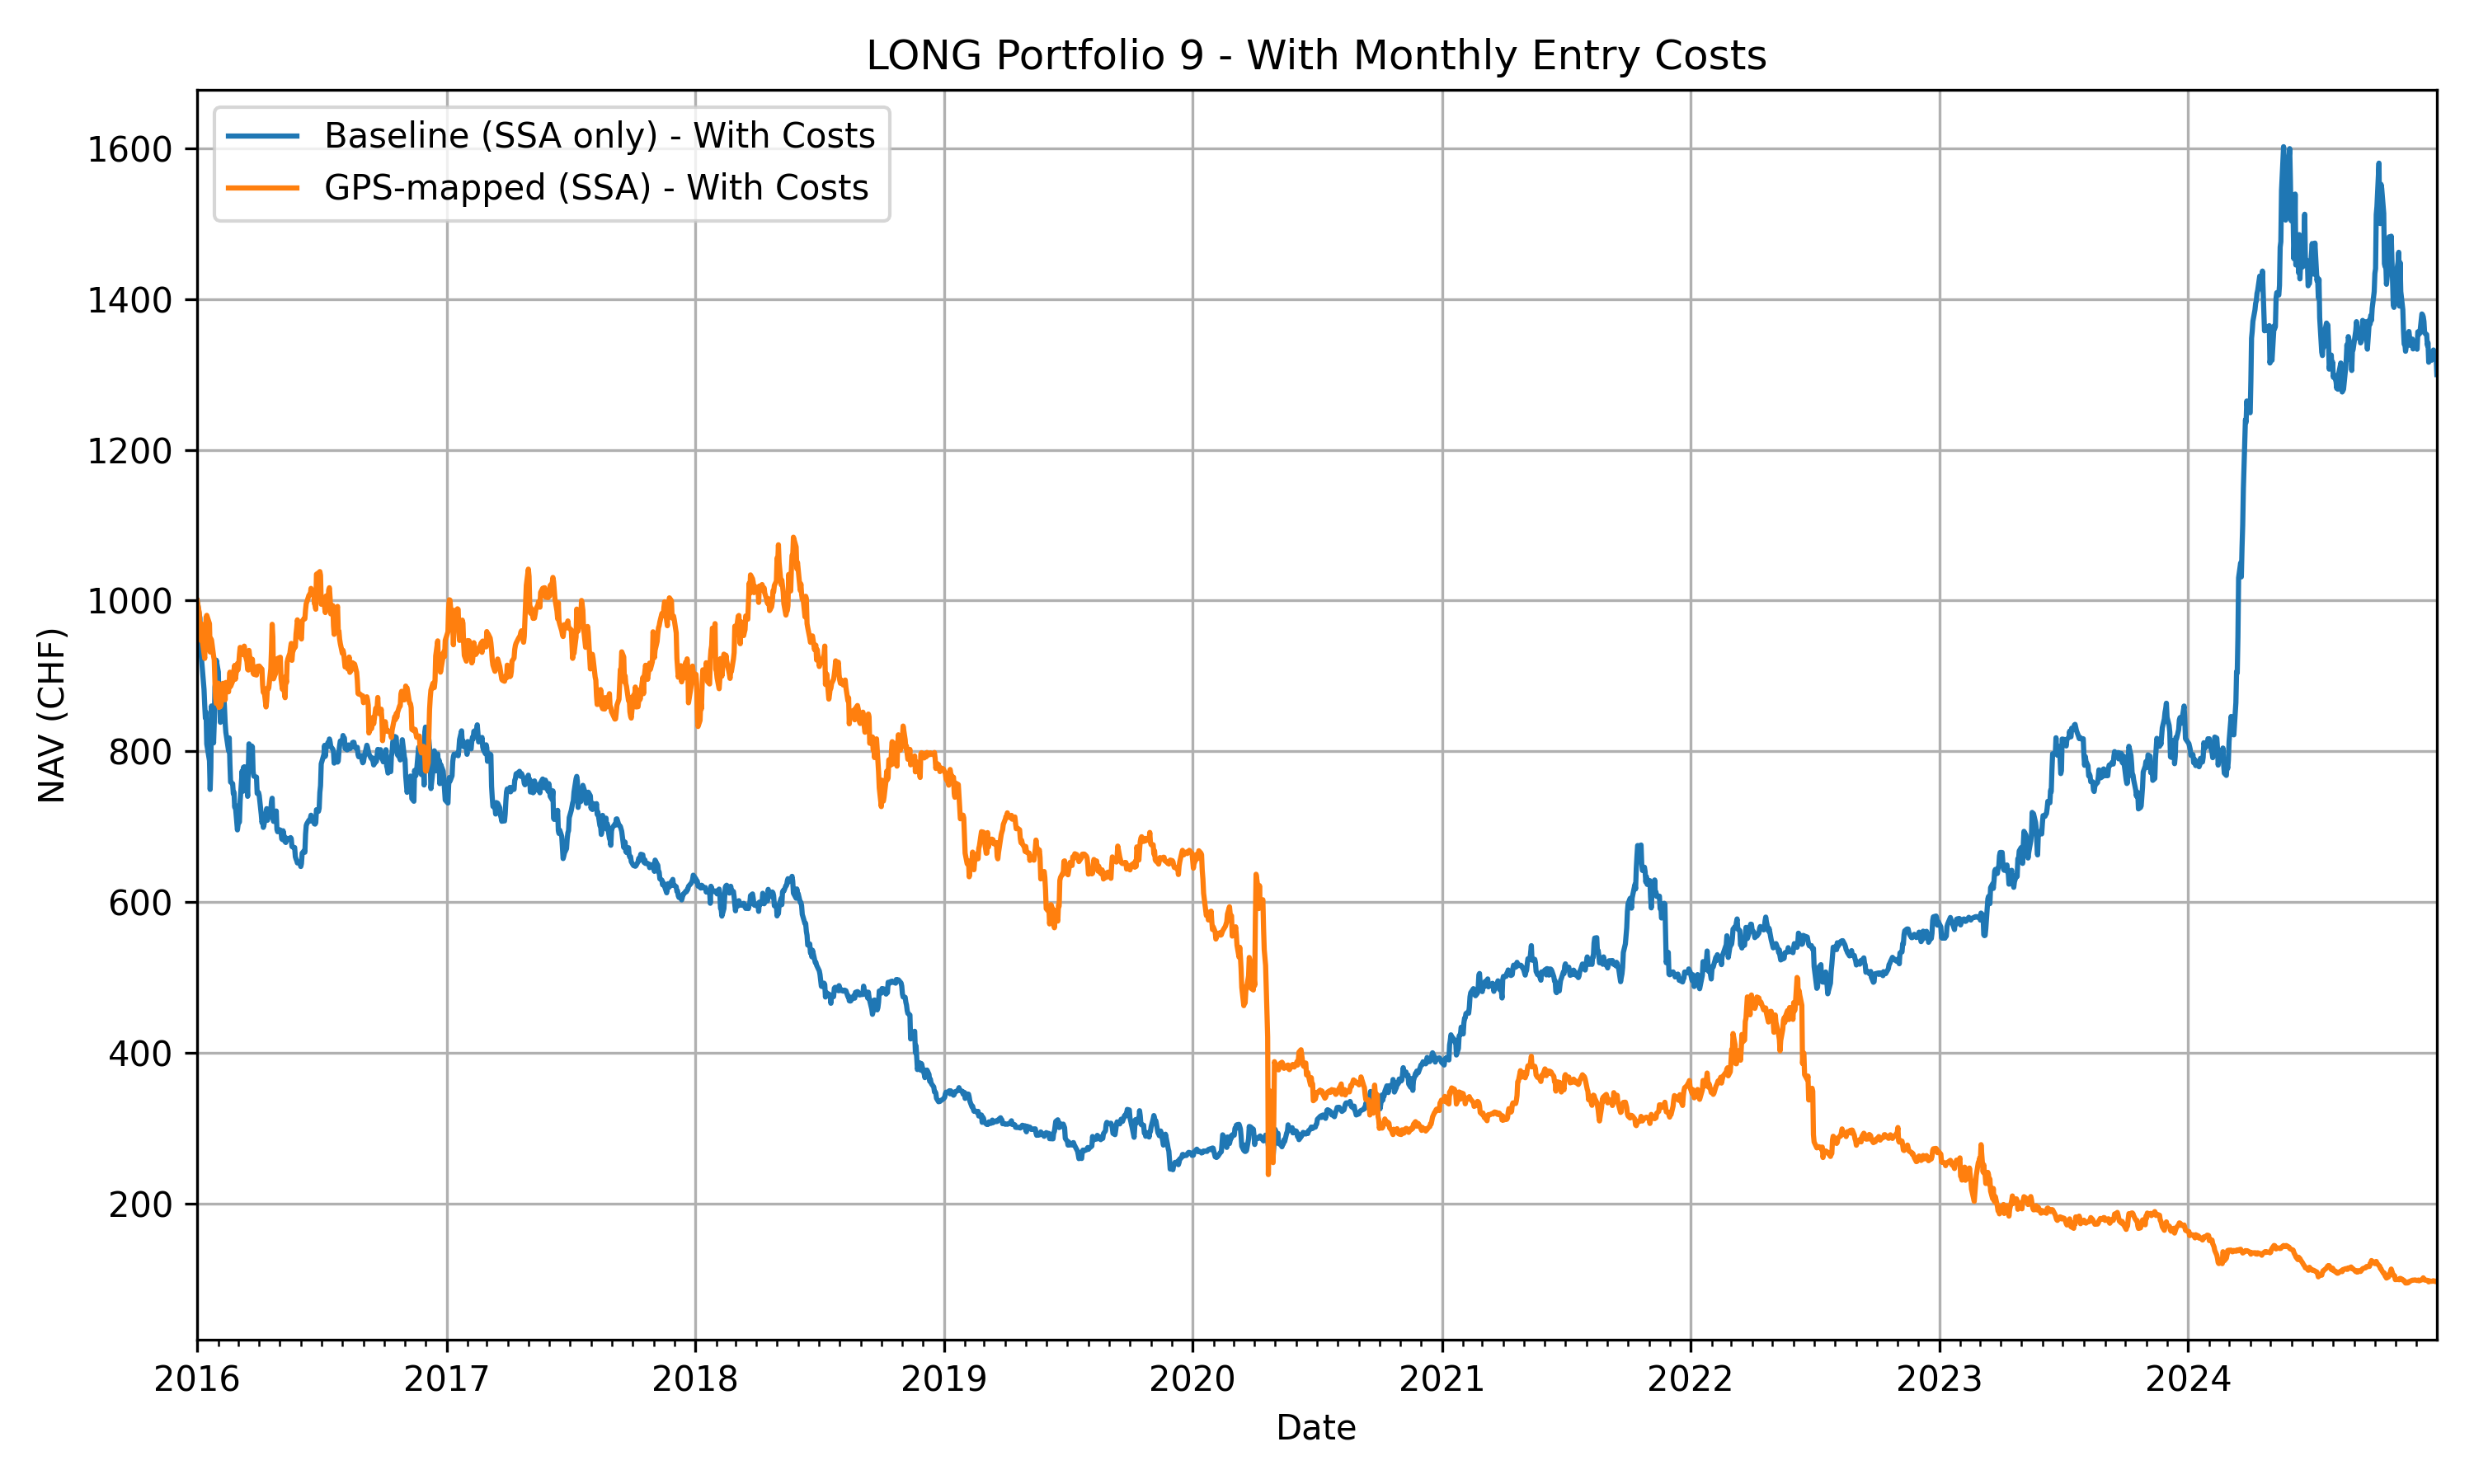 LONG Portfolio 9 - With Monthly Entry Costs
Baseline (SSA only) - With Costs
GPS-mapped (SSA) - With Costs
1600
1400
1200
1000
800
600
400
200
NAV (CHF)
2016 2017 2018 2019 2020 2021 2022 2023 2024
Date